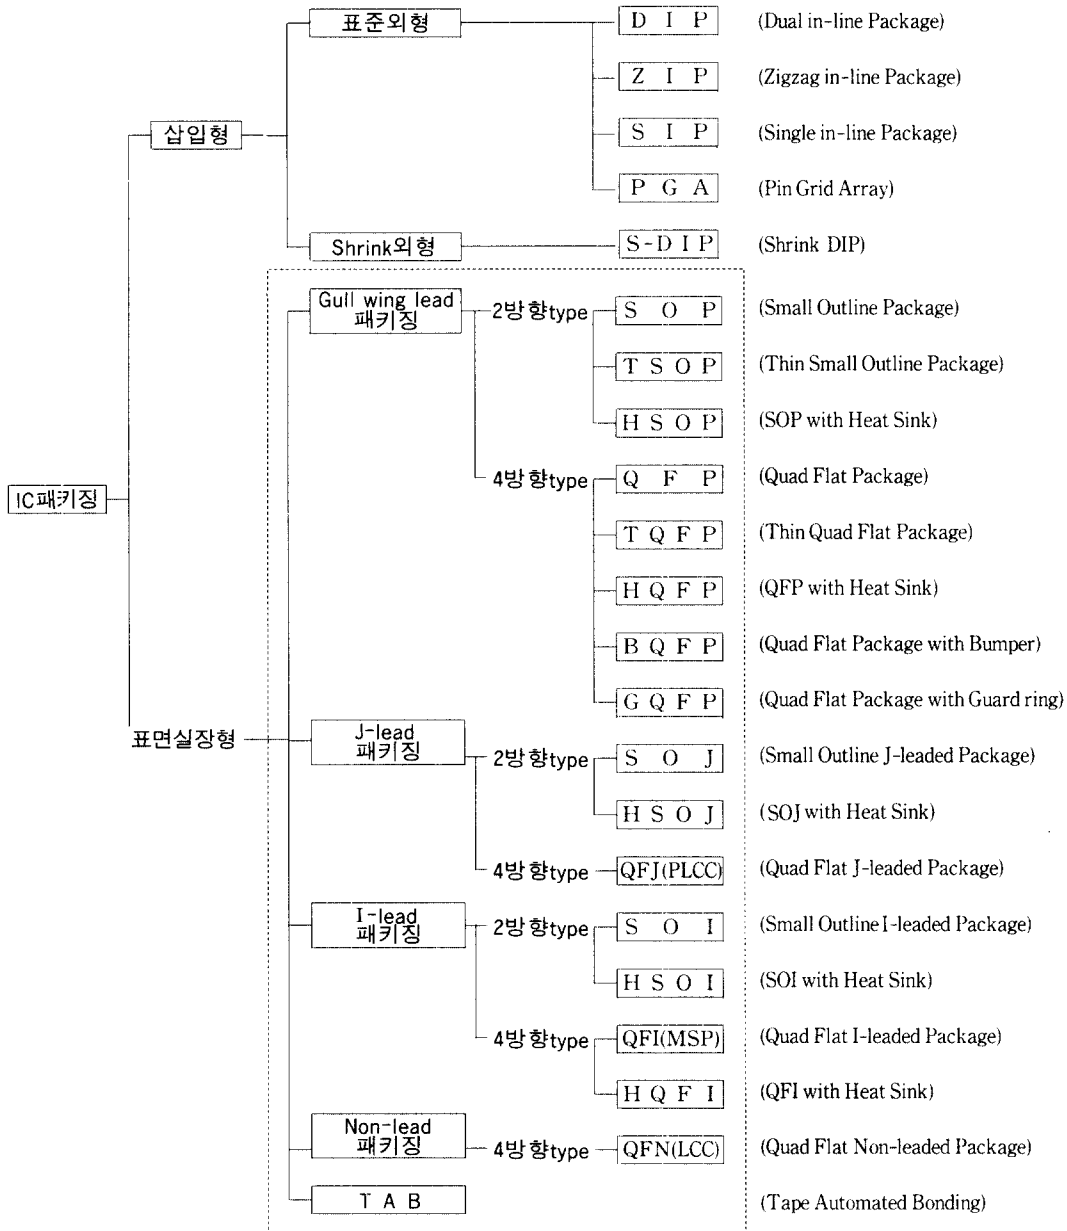 표준외형 D I P (Dual in-line Package)
Z I P (Zigzag in-line Package)
삽입형 S I P (Single in-line Package)
P G A (Pin Grid Array)
Shrink외형 S-D I P (Shrink DIP)
Gull wing lead
패키징 2방향type S O P (Small Outline Package)
T S O P (Thin Small Outline Package)
H S O P (SOP with Heat Sink)
4방향type Q F P (Quad Flat Package)
IC패키징
T Q F P (Thin Quad Flat Package)
H Q F P (QFP with Heat Sink)
B Q F P (Quad Flat Package with Bumper)
G Q F P (Quad Flat Package with Guard ring)
표면실장형
J-lead
패키징 2방향type S O J (Small Outline J-leaded Package)
H S O J (SOJ with Heat Sink)
4방향type QFJ(PLCC) (Quad Flat J-leaded Package)
I-lead
패키징 2방향type S O I (Small Outline I-leaded Package)
H S O I (SOI with Heat Sink)
4방향type QFI(MSP) (Quad Flat I-leaded Package)
H Q F I (QFI with Heat Sink)
Non-lead
패키징 4방향type QFN(LCC) (Quad Flat Non-leaded Package)
T A B (Tape Automated Bonding)